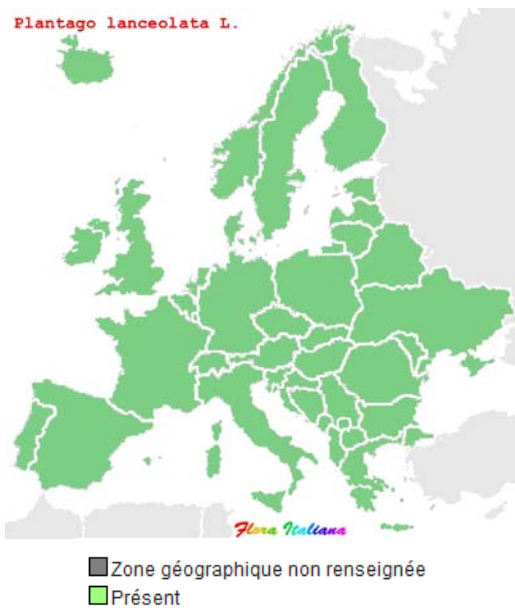 Plantago lanceolata L.
Flora Italiana
Zone géographique non renseignée
Présent